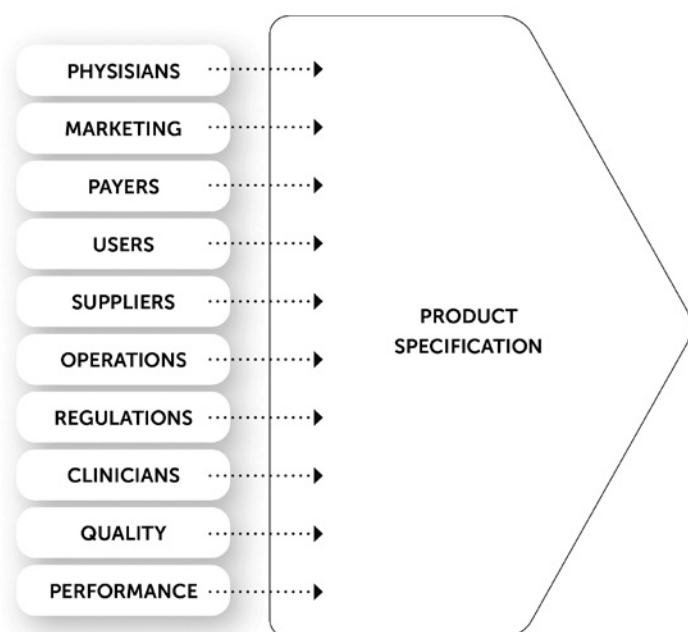 PHYSISIANS
MARKETING
PAYERS
USERS
SUPPLIERS
OPERATIONS
REGULATIONS
CLINICIANS
QUALITY
PERFORMANCE
PRODUCT
SPECIFICATION